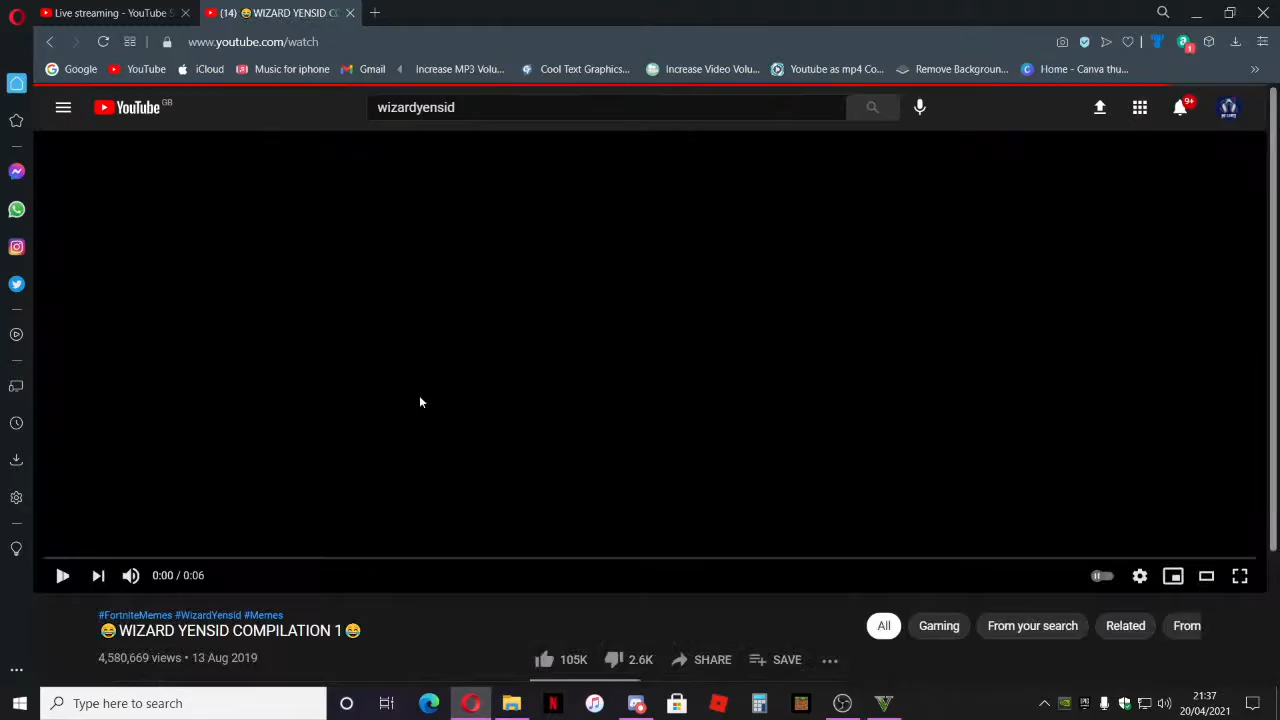 Live streaming - YouTube S
(14) 😂 WIZARD YENSID CO
www.youtube.com/watch
Google
YouTube
iCloud
Music for iphone
Gmail
Increase MP3 Volu...
Cool Text Graphics...
Increase Video Volu...
Youtube as mp4 Co...
Remove Backgroun...
Home - Canva thu...
1
YouTube GB
wizardyensid
9+
0:00 / 0:06
#FortniteMemes #WizardYensid #Memes
😂WIZARD YENSID COMPILATION 1😂
4,580,669 views • 13 Aug 2019
105K
2.6K
SHARE
SAVE
All
Gaming
From your search
Related
From
Type here to search
21:37
20/04/2021